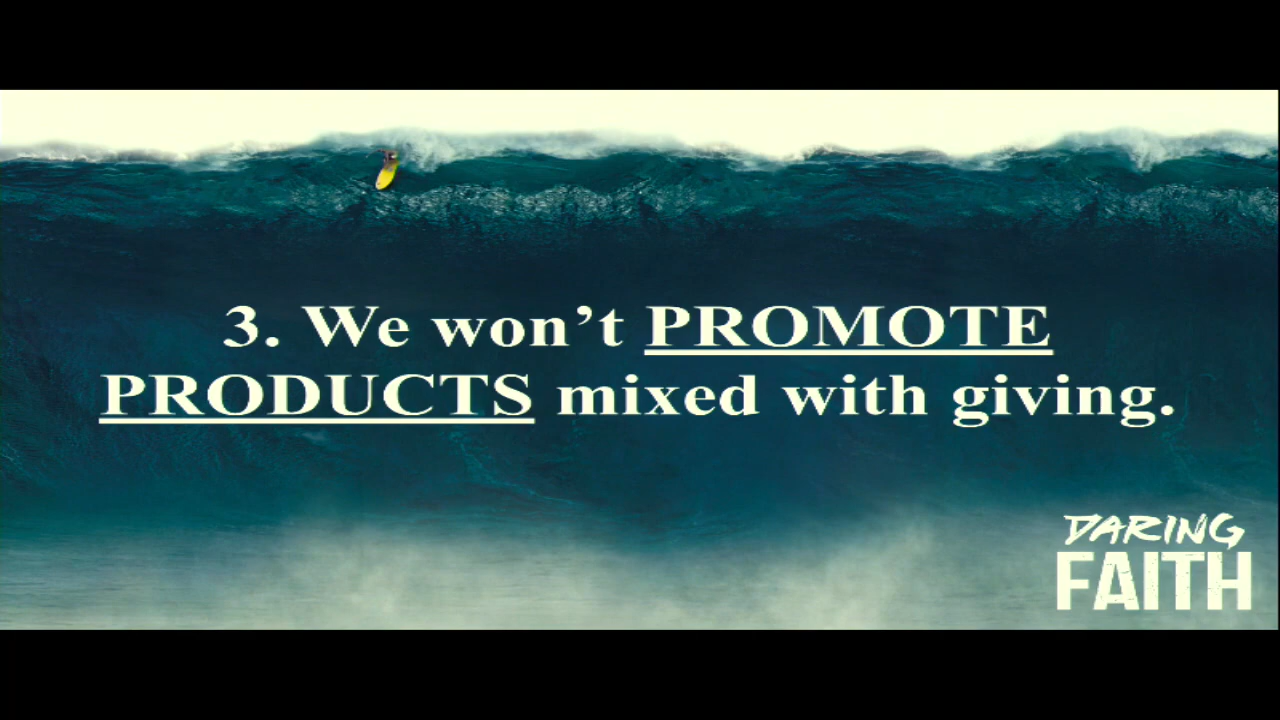 3. We won’t PROMOTE
PRODUCTS mixed with giving.
DARING
FAITH